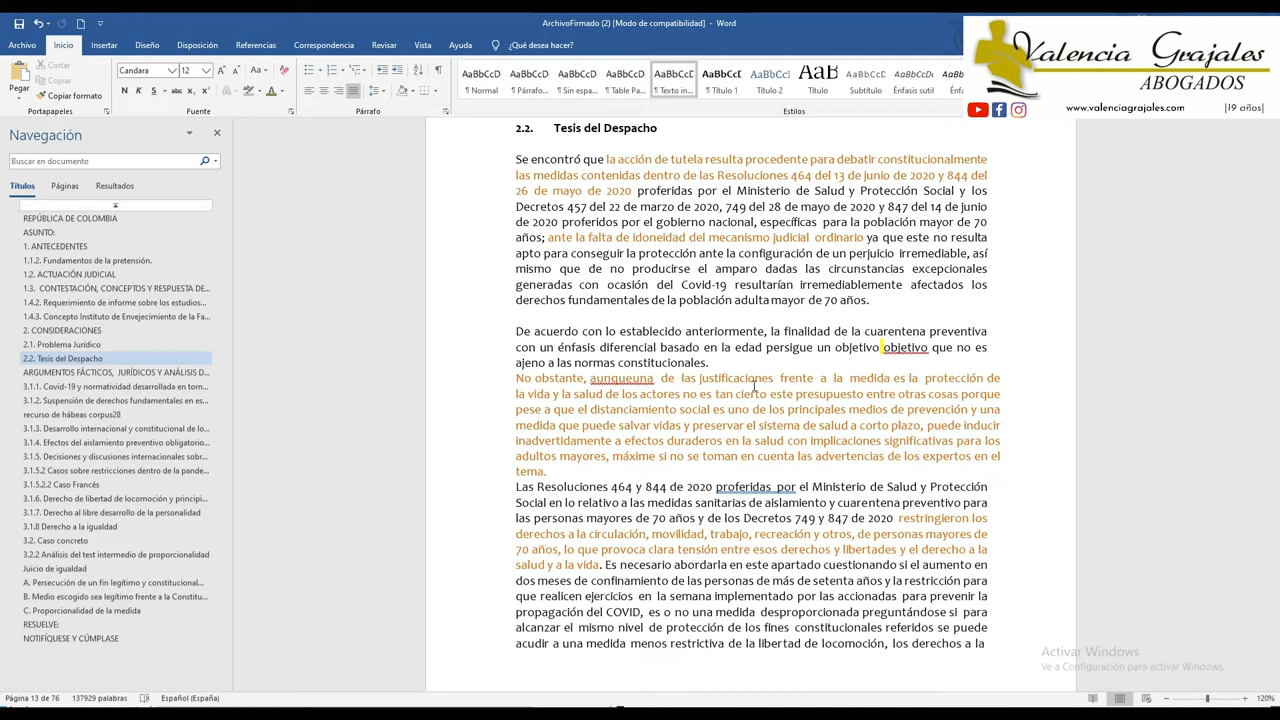 ArchivoFirmado (2) [Modo de compatibilidad] - Word
Archivo Inicio Insertar Diseño Disposición Referencias Correspondencia Revisar Vista Ayuda ¿Qué desea hacer?
Valencia Grajales
ABOGADOS
www.valenciagrajales.com |19 años|
Pegar
Cortar
Copiar
Copiar formato
Portapapeles
Candara 12
N K S
Fuente
Párrafo
AaBbCcD AaBbCcD AaBbCcD AaBbCcD AaBbCcD AaBbCcD AaBbCcD AaB AaBbCcD AaBbCcD
¶ Normal ¶ Párrafo... ¶ Sin espa... ¶ Table Pa... ¶ Texto in... ¶ Título 1 ¶ Título 2 Título Subtítulo Énfasis sutil
Estilos
Navegación
Buscar en documento
Títulos Páginas Resultados
REPÚBLICA DE COLOMBIA
ASUNTO:
1. ANTECEDENTES
1.1.2. Fundamentos de la pretensión.
1.2. ACTUACIÓN JUDICIAL
1.3. CONTESTACIÓN, CONCEPTOS Y RESPUESTA DE...
1.4.2. Requerimiento de informe sobre los estudios...
1.4.3. Concepto Instituto de Envejecimiento de la Fa...
2. CONSIDERACIONES
2.1. Problema Jurídico
2.2. Tesis del Despacho
ARGUMENTOS FÁCTICOS, JURÍDICOS Y ANÁLISIS D...
3.1.1. Covid-19 y normatividad desarrollada en torn...
3.1.2. Suspensión de derechos fundamentales en es...
recurso de hábeas corpus28
3.1.3. Desarrollo internacional y constitucional de lo...
3.1.4. Efectos del aislamiento preventivo obligatorio...
3.1.5. Decisiones y discusiones internacionales sobr...
3.1.5.2 Casos sobre restricciones dentro de la pande...
3.1.5.2.2 Caso Francés
3.1.6. Derecho de libertad de locomoción y principi...
3.1.7. Derecho al libre desarrollo de la personalidad
3.1.8 Derecho a la igualdad
3.2. Caso concreto
3.2.2 Análisis del test intermedio de proporcionalidad
Juicio de igualdad
A. Persecución de un fin legítimo y constitucional...
B. Medio escogido sea legítimo frente a la Constitu...
C. Proporcionalidad de la medida
RESUELVE:
NOTIFÍQUESE Y CÚMPLASE
2.2. Tesis del Despacho
Se encontró que la acción de tutela resulta procedente para debatir constitucionalmente
las medidas contenidas dentro de las Resoluciones 464 del 13 de junio de 2020 y 844 del
26 de mayo de 2020 proferidas por el Ministerio de Salud y Protección Social y los
Decretos 457 del 22 de marzo de 2020, 749 del 28 de mayo de 2020 y 847 del 14 de junio
de 2020 proferidos por el gobierno nacional, específicas para la población mayor de 70
años; ante la falta de idoneidad del mecanismo judicial ordinario ya que este no resulta
apto para conseguir la protección ante la configuración de un perjuicio irremediable, así
mismo que de no producirse el amparo dadas las circunstancias excepcionales
generadas con ocasión del Covid-19 resultarían irremediablemente afectados los
derechos fundamentales de la población adulta mayor de 70 años.
De acuerdo con lo establecido anteriormente, la finalidad de la cuarentena preventiva
con un énfasis diferencial basado en la edad persigue un objetivo objetivo que no es
ajeno a las normas constitucionales.
No obstante, aunqueuna de las justificaciones frente a la medida es la protección de
la vida y la salud de los actores no es tan cierto este presupuesto entre otras cosas porque
pese a que el distanciamiento social es uno de los principales medios de prevención y una
medida que puede salvar vidas y preservar el sistema de salud a corto plazo, puede inducir
inadvertidamente a efectos duraderos en la salud con implicaciones significativas para los
adultos mayores, máxime si no se toman en cuenta las advertencias de los expertos en el
tema.
Las Resoluciones 464 y 844 de 2020 proferidas por el Ministerio de Salud y Protección
Social en lo relativo a las medidas sanitarias de aislamiento y cuarentena preventivo para
las personas mayores de 70 años y de los Decretos 749 y 847 de 2020 restringieron los
derechos a la circulación, movilidad, trabajo, recreación y otros, de personas mayores de
70 años, lo que provoca clara tensión entre esos derechos y libertades y el derecho a la
salud y a la vida. Es necesario abordarla en este apartado cuestionando si el aumento en
dos meses de confinamiento de las personas de más de setenta años y la restricción para
que realicen ejercicios en la semana implementado por las accionadas para prevenir la
propagación del COVID, es o no una medida desproporcionada preguntándose si para
alcanzar el mismo nivel de protección de los fines constitucionales referidos se puede
acudir a una medida menos restrictiva de la libertad de locomoción, los derechos a la
Activar Windows
Ve a Configuración para activar Windows.
Página 13 de 76 137929 palabras Español (España) 120%